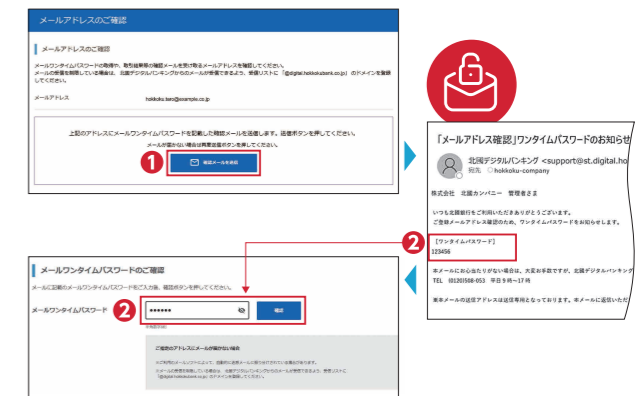 メールアドレスのご確認
メールアドレスのご確認
メールワンタイムパスワードの取得や、取引結果等の確認メールを受け取るメールアドレスを確認してください。
メールの受信を制限している場合は、北國デジタルバンキングからのメールが受信できるよう、受信リストに「@digital.hokkokubank.co.jp」のドメインを登録
してください。
メールアドレス hokkoku.taro@example.co.jp
上記のアドレスにメールワンタイムパスワードを記載した確認メールを送信します。送信ボタンを押してください。
メールが届かない場合は再度送信ボタンを押してください。
1 確認メールを送信
「メールアドレス確認」ワンタイムパスワードのお知らせ
北國デジタルバンキング <support@st.digital.ho
宛先 hokkoku-company
株式会社 北國カンパニー 管理者さま
いつも北國銀行をご利用いただきありがとうございます。
ご登録メールアドレス確認のため、ワンタイムパスワードをお知らせします。
2
【ワンタイムパスワード】
123456
本メールにお心当たりがない場合は、大変お手数ですが、北國デジタルバンキング
TEL (0120)508-053 平日9時~17時
※本メールの送信アドレスは送信専用となっております。本メールに返信いただ
メールワンタイムパスワードのご確認
メールに記載のメールワンタイムパスワードをご入力後、確認ボタンを押してください。
メールワンタイムパスワード 2 ●●●●●● 確認
ご指定のアドレスにメールが届かない場合